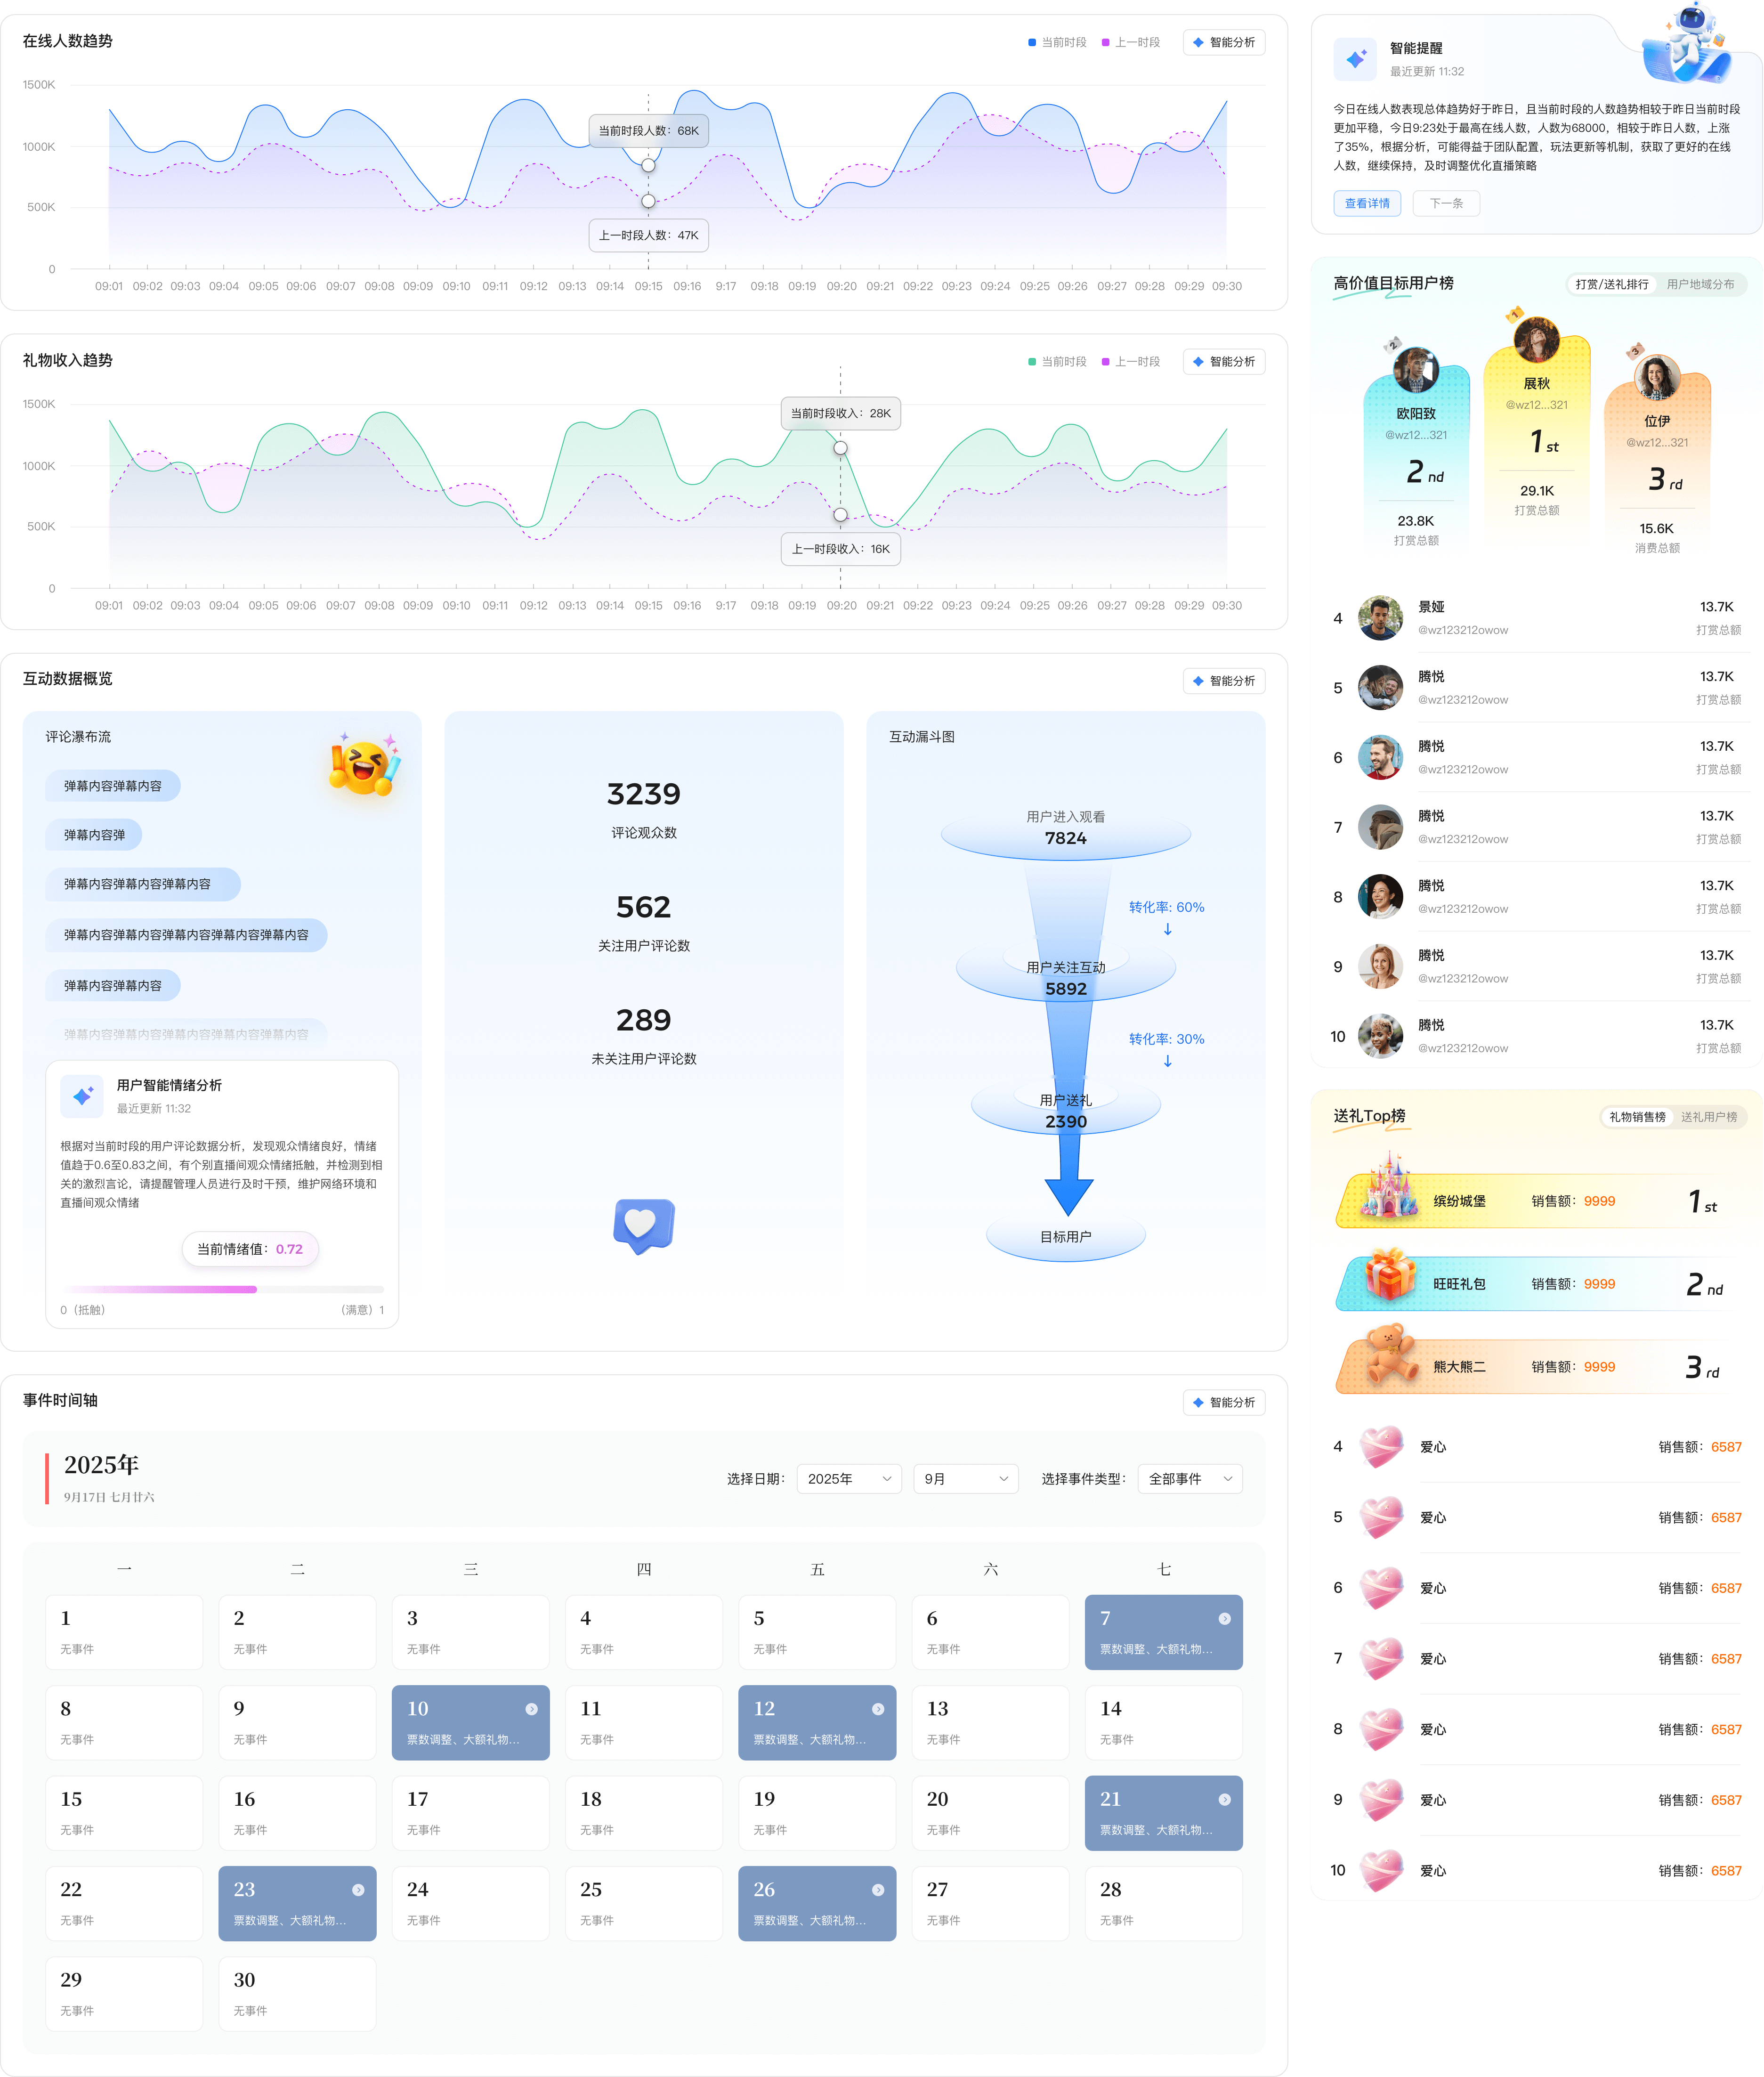 在线人数趋势
当前时段 上一时段 智能分析
1500K
1000K
500K
0
当前时段人数：68K
上一时段人数：47K
09:01 09:02 09:03 09:04 09:05 09:06 09:07 09:08 09:09 09:10 09:11 09:12 09:13 09:14 09:15 09:16 9:17 09:18 09:19 09:20 09:21 09:22 09:23 09:24 09:25 09:26 09:27 09:28 09:29 09:30
礼物收入趋势
当前时段 上一时段 智能分析
1500K
1000K
500K
0
当前时段收入：28K
上一时段收入：16K
09:01 09:02 09:03 09:04 09:05 09:06 09:07 09:08 09:09 09:10 09:11 09:12 09:13 09:14 09:15 09:16 9:17 09:18 09:19 09:20 09:21 09:22 09:23 09:24 09:25 09:26 09:27 09:28 09:29 09:30
互动数据概览
智能分析
评论瀑布流
弹幕内容弹幕内容
弹幕内容弹
弹幕内容弹幕内容弹幕内容
弹幕内容弹幕内容弹幕内容弹幕内容弹幕内容
弹幕内容弹幕内容
弹幕内容弹幕内容弹幕内容弹幕内容弹幕内容
用户智能情绪分析
最近更新 11:32
根据对当前时段的用户评论数据分析，发现观众情绪良好，情绪
值趋于0.6至0.83之间，有个别直播间观众情绪抵触，并检测到相
关的激烈言论，请提醒管理人员进行及时干预，维护网络环境和
直播间观众情绪
当前情绪值：0.72
0（抵触） （满意）1
3239
评论观众数
562
关注用户评论数
289
未关注用户评论数
互动漏斗图
用户进入观看
7824
转化率: 60%
用户关注互动
5892
转化率: 30%
用户送礼
2390
目标用户
事件时间轴
智能分析
2025年
9月17日 七月廿六
选择日期： 2025年 9月 选择事件类型： 全部事件
一 二 三 四 五 六 七
1 2 3 4 5 6 7
无事件 无事件 无事件 无事件 无事件 无事件 票数调整、大额礼物...
8 9 10 11 12 13 14
无事件 无事件 票数调整、大额礼物... 无事件 票数调整、大额礼物... 无事件 无事件
15 16 17 18 19 20 21
无事件 无事件 无事件 无事件 无事件 无事件 票数调整、大额礼物...
22 23 24 25 26 27 28
无事件 票数调整、大额礼物... 无事件 无事件 票数调整、大额礼物... 无事件 无事件
29 30
无事件 无事件
智能提醒
最近更新 11:32
今日在线人数表现总体趋势好于昨日，且当前时段的人数趋势相较于昨日当前时段
更加平稳，今日9:23处于最高在线人数，人数为68000，相较于昨日人数，上涨
了35%，根据分析，可能得益于团队配置，玩法更新等机制，获取了更好的在线
人数，继续保持，及时调整优化直播策略
查看详情 下一条
高价值目标用户榜
打赏/送礼排行 用户地域分布
2
欧阳致
@wz12...321
2 nd
23.8K
打赏总额
1
展秋
@wz12...321
1 st
29.1K
打赏总额
3
位伊
@wz12...321
3 rd
15.6K
消费总额
4 景娅 13.7K
@wz123212owow 打赏总额
5 腾悦 13.7K
@wz123212owow 打赏总额
6 腾悦 13.7K
@wz123212owow 打赏总额
7 腾悦 13.7K
@wz123212owow 打赏总额
8 腾悦 13.7K
@wz123212owow 打赏总额
9 腾悦 13.7K
@wz123212owow 打赏总额
10 腾悦 13.7K
@wz123212owow 打赏总额
送礼Top榜
礼物销售榜 送礼用户榜
缤纷城堡 销售额：9999 1 st
旺旺礼包 销售额：9999 2 nd
熊大熊二 销售额：9999 3 rd
4 爱心 销售额：6587
5 爱心 销售额：6587
6 爱心 销售额：6587
7 爱心 销售额：6587
8 爱心 销售额：6587
9 爱心 销售额：6587
10 爱心 销售额：6587